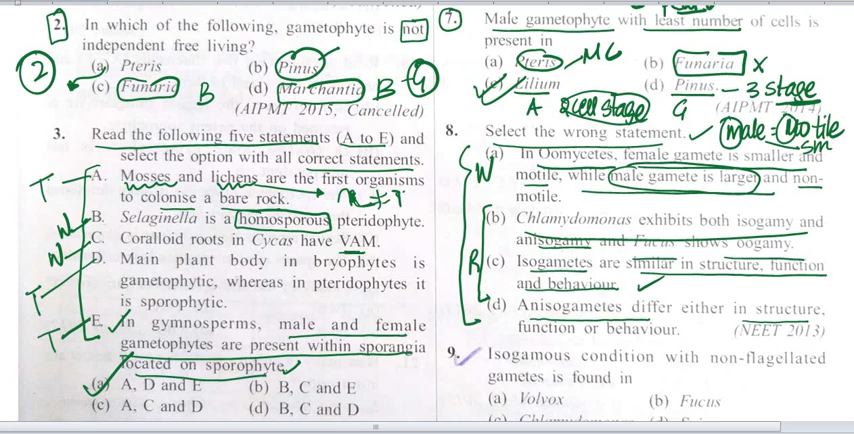 2. In which of the following, gametophyte is not
independent free living?
(a) Pteris (b) Pinus
(c) Funaria B (d) Marchantia B G
2
(AIPMT 2015, Cancelled)
3. Read the following five statements (A to E) and
select the option with all correct statements.
T A. Mosses and lichens are the first organisms
to colonise a bare rock.
W B. Selaginella is a homosporous pteridophyte.
W C. Coralloid roots in Cycas have VAM.
T D. Main plant body in bryophytes is
gametophytic, whereas in pteridophytes it
is sporophytic.
T E. In gymnosperms, male and female
gametophytes are present within sporangia
located on sporophyte.
(a) A, D and E (b) B, C and E
(c) A, C and D (d) B, C and D
7. Male gametophyte with least number of cells is
present in
(a) Pteris MG (b) Funaria X
(c) Lilium (d) Pinus. - 3 stage
A 2cell stage G (AIPMT 2014)
8. Select the wrong statement. male = motile
sm
W (a) In Oomycetes, female gamete is smaller and
motile, while male gamete is larger and non-
motile.
R (b) Chlamydomonas exhibits both isogamy and
anisogamy and Fucus shows oogamy.
(c) Isogametes are similar in structure, function
and behaviour.
(d) Anisogametes differ either in structure,
function or behaviour. (NEET 2013)
9. Isogamous condition with non-flagellated
gametes is found in
(a) Volvox (b) Fucus